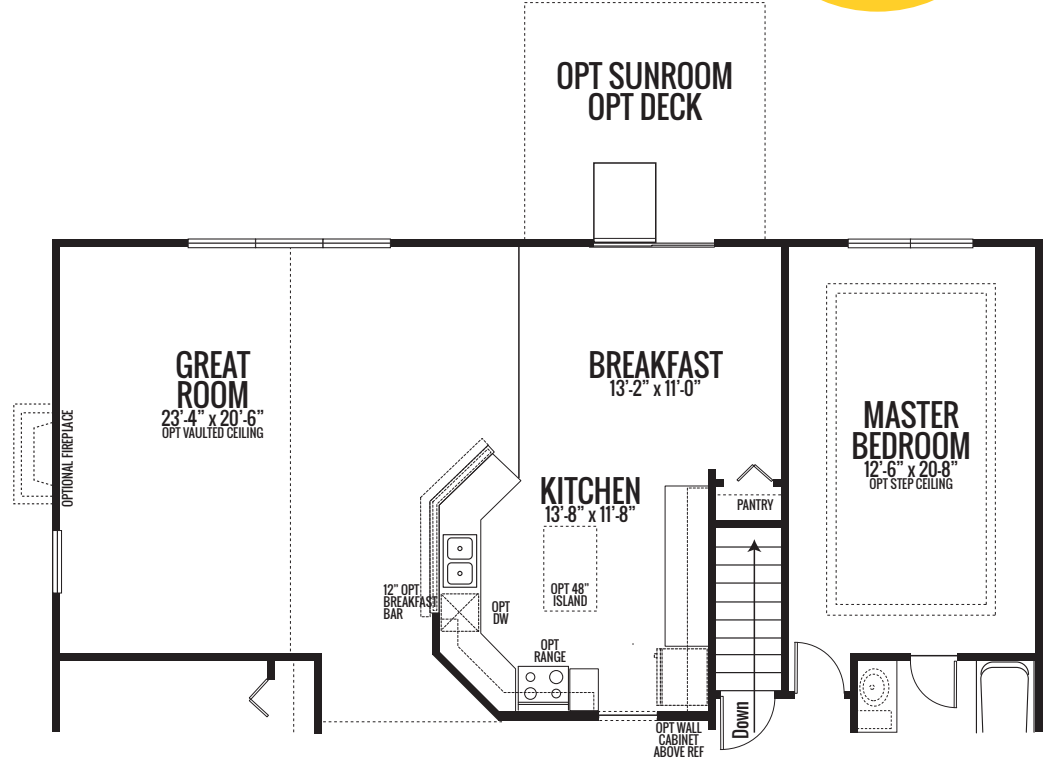 OPT SUNROOM
OPT DECK
GREAT
ROOM
23'-4" x 20'-6"
OPT VAULTED CEILING
OPTIONAL FIREPLACE
BREAKFAST
13'-2" x 11'-0"
MASTER
BEDROOM
12'-6" x 20-8"
OPT STEP CEILING
KITCHEN
13'-8" x 11'-8"
PANTRY
12" OPT
BREAKFAST
BAR
OPT
DW
OPT 48"
ISLAND
OPT
RANGE
Down
OPT WALL
CABINET
ABOVE REF